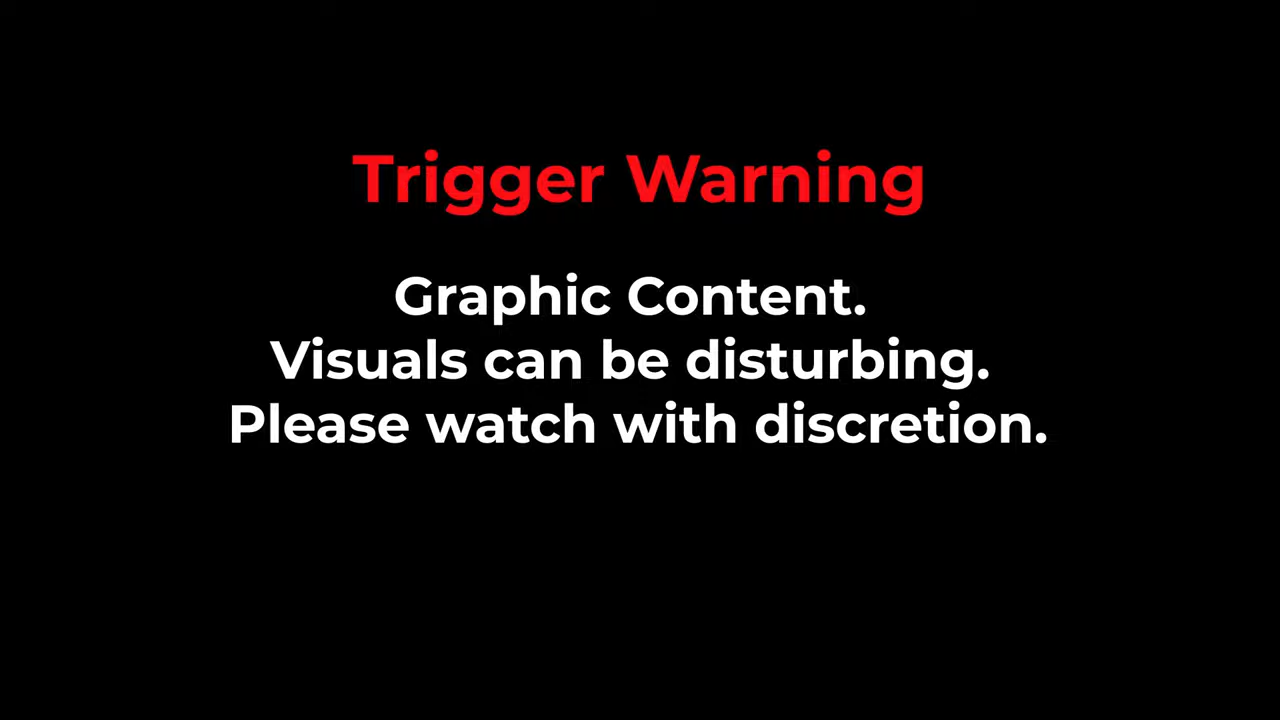 Trigger Warning
Graphic Content.
Visuals can be disturbing.
Please watch with discretion.